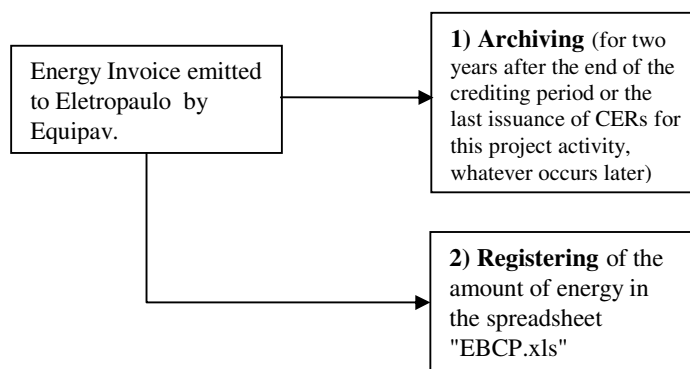 Energy Invoice emitted
to Eletropaulo by
Equipav.
1) Archiving (for two
years after the end of the
crediting period or the
last issuance of CERs for
this project activity,
whatever occurs later)
2) Registering of the
amount of energy in
the spreadsheet
"EBCP.xls"